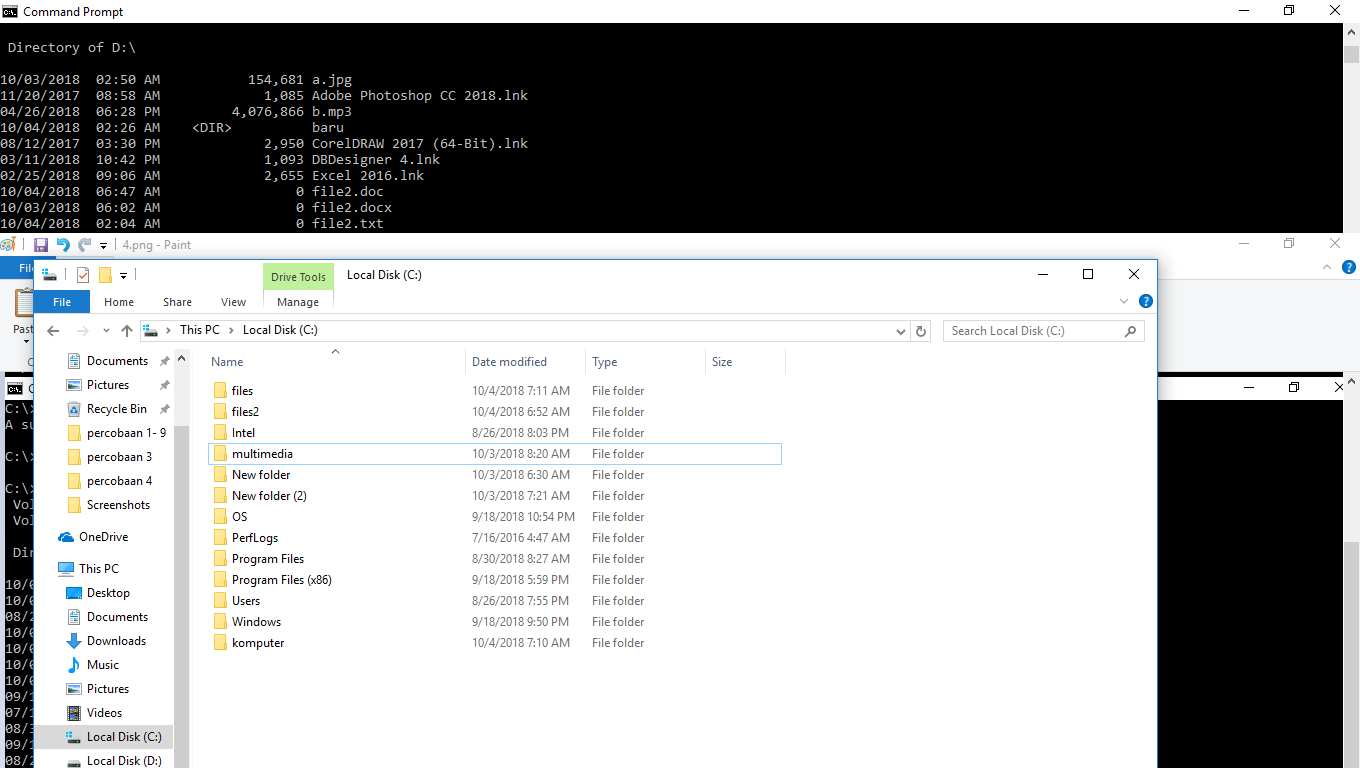 Command Prompt
Directory of D:\
10/03/2018  02:50 AM           154,681 a.jpg
11/20/2017  08:58 AM             1,085 Adobe Photoshop CC 2018.lnk
04/26/2018  06:28 PM         4,076,866 b.mp3
10/04/2018  02:26 AM    <DIR>          baru
08/12/2017  03:30 PM             2,950 CorelDRAW 2017 (64-Bit).lnk
03/11/2018  10:42 PM             1,093 DBDesigner 4.lnk
02/25/2018  09:06 AM             2,655 Excel 2016.lnk
10/04/2018  06:47 AM                 0 file2.doc
10/03/2018  06:02 AM                 0 file2.docx
10/04/2018  02:04 AM                 0 file2.txt
4.png - Paint
Drive Tools Local Disk (C:)
File Home Share View Manage
This PC Local Disk (C:) Search Local Disk (C:)
Name Date modified Type Size
Documents
Pictures
Recycle Bin
percobaan 1- 9
percobaan 3
percobaan 4
Screenshots
OneDrive
This PC
Desktop
Documents
Downloads
Music
Pictures
Videos
Local Disk (C:)
Local Disk (D:)
files 10/4/2018 7:11 AM File folder
files2 10/4/2018 6:52 AM File folder
Intel 8/26/2018 8:03 PM File folder
multimedia 10/3/2018 8:20 AM File folder
New folder 10/3/2018 6:30 AM File folder
New folder (2) 10/3/2018 7:21 AM File folder
OS 9/18/2018 10:54 PM File folder
PerfLogs 7/16/2016 4:47 AM File folder
Program Files 8/30/2018 8:27 AM File folder
Program Files (x86) 9/18/2018 5:59 PM File folder
Users 8/26/2018 7:55 PM File folder
Windows 9/18/2018 9:50 PM File folder
komputer 10/4/2018 7:10 AM File folder